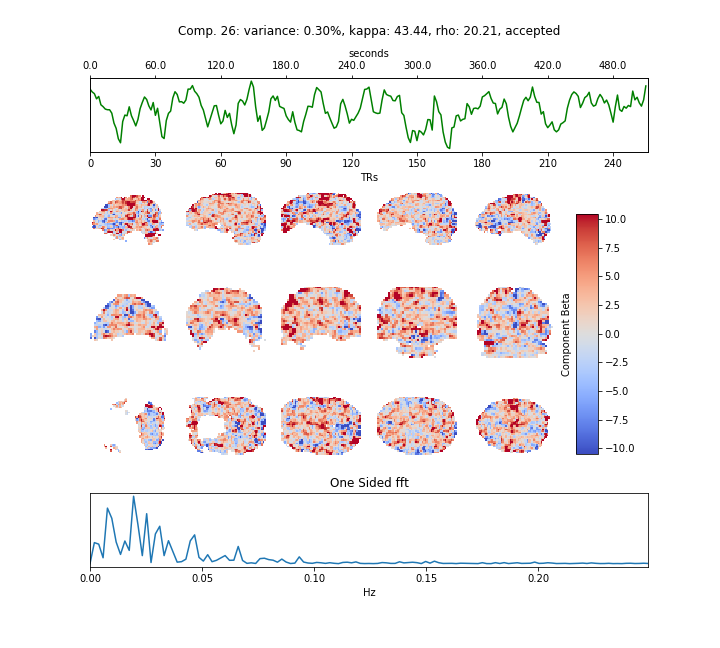 Comp. 26: variance: 0.30%, kappa: 43.44, rho: 20.21, accepted
seconds
0.0 60.0 120.0 180.0 240.0 300.0 360.0 420.0 480.0
0 30 60 90 120 150 180 210 240
TRs
10.0
7.5
5.0
2.5
0.0
−2.5
−5.0
−7.5
−10.0
Component Beta
One Sided fft
0.00 0.05 0.10 0.15 0.20
Hz